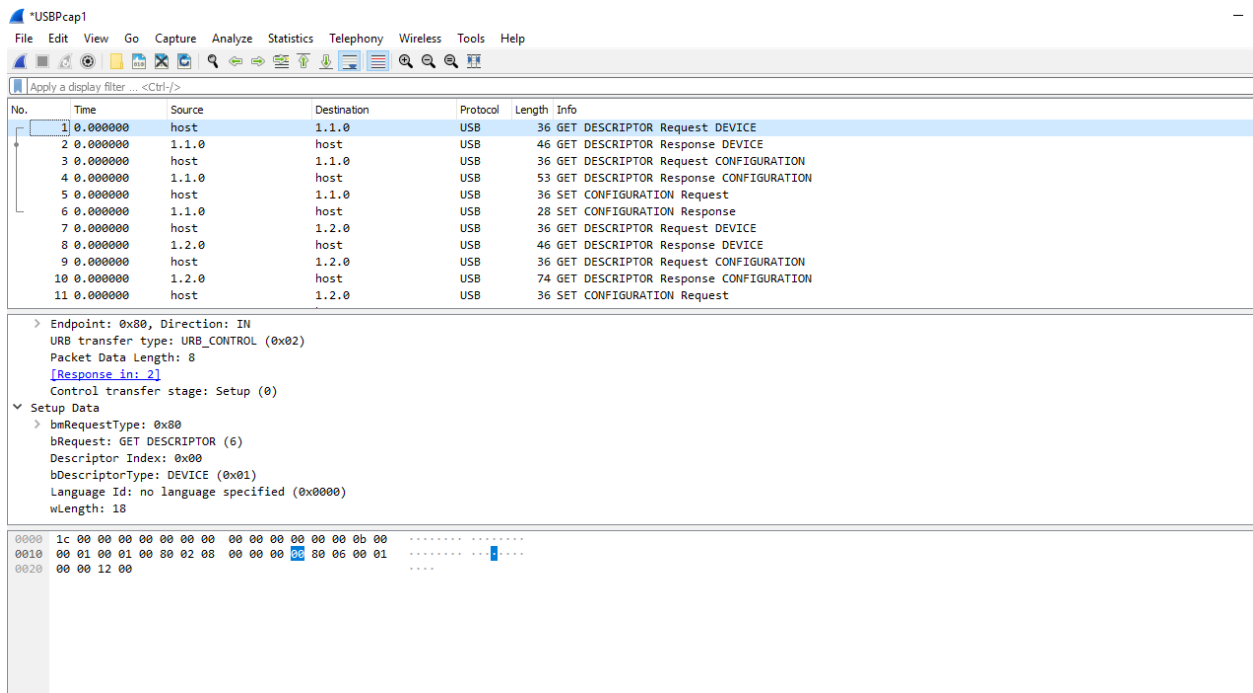 *USBPcap1
File Edit View Go Capture Analyze Statistics Telephony Wireless Tools Help
Apply a display filter ... <Ctrl-/>
No. Time Source Destination Protocol Length Info
1 0.000000 host 1.1.0 USB 36 GET DESCRIPTOR Request DEVICE
2 0.000000 1.1.0 host USB 46 GET DESCRIPTOR Response DEVICE
3 0.000000 host 1.1.0 USB 36 GET DESCRIPTOR Request CONFIGURATION
4 0.000000 1.1.0 host USB 53 GET DESCRIPTOR Response CONFIGURATION
5 0.000000 host 1.1.0 USB 36 SET CONFIGURATION Request
6 0.000000 1.1.0 host USB 28 SET CONFIGURATION Response
7 0.000000 host 1.2.0 USB 36 GET DESCRIPTOR Request DEVICE
8 0.000000 1.2.0 host USB 46 GET DESCRIPTOR Response DEVICE
9 0.000000 host 1.2.0 USB 36 GET DESCRIPTOR Request CONFIGURATION
10 0.000000 1.2.0 host USB 74 GET DESCRIPTOR Response CONFIGURATION
11 0.000000 host 1.2.0 USB 36 SET CONFIGURATION Request
> Endpoint: 0x80, Direction: IN
URB transfer type: URB_CONTROL (0x02)
Packet Data Length: 8
[Response in: 2]
Control transfer stage: Setup (0)
Setup Data
> bmRequestType: 0x80
bRequest: GET DESCRIPTOR (6)
Descriptor Index: 0x00
bDescriptorType: DEVICE (0x01)
Language Id: no language specified (0x0000)
wLength: 18
0000 1c 00 00 00 00 00 00 00 00 00 00 00 00 00 0b 00 ········ ········
0010 00 01 00 01 00 80 02 08 00 00 00 00 80 06 00 01 ········ ········
0020 00 00 12 00 ····